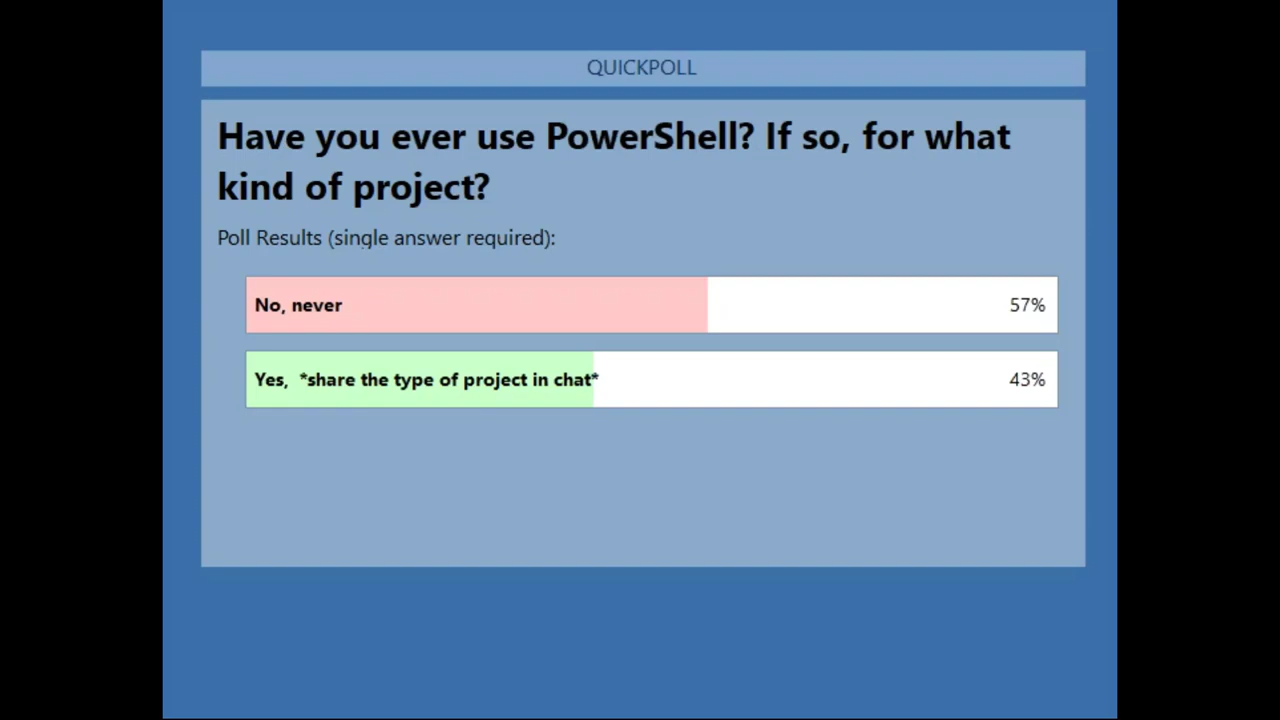 QUICKPOLL
Have you ever use PowerShell? If so, for what
kind of project?
Poll Results (single answer required):
No, never 57%
Yes,  *share the type of project in chat* 43%